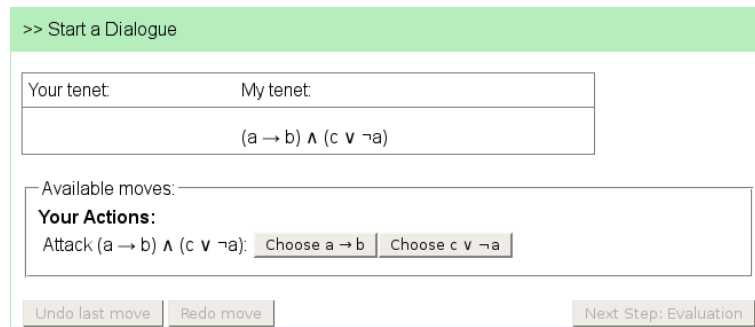 >> Start a Dialogue
Your tenet: My tenet:
(a → b) ∧ (c ∨ ¬a)
Available moves:
Your Actions:
Attack (a → b) ∧ (c ∨ ¬a): Choose a → b Choose c ∨ ¬a
Undo last move Redo move Next Step: Evaluation